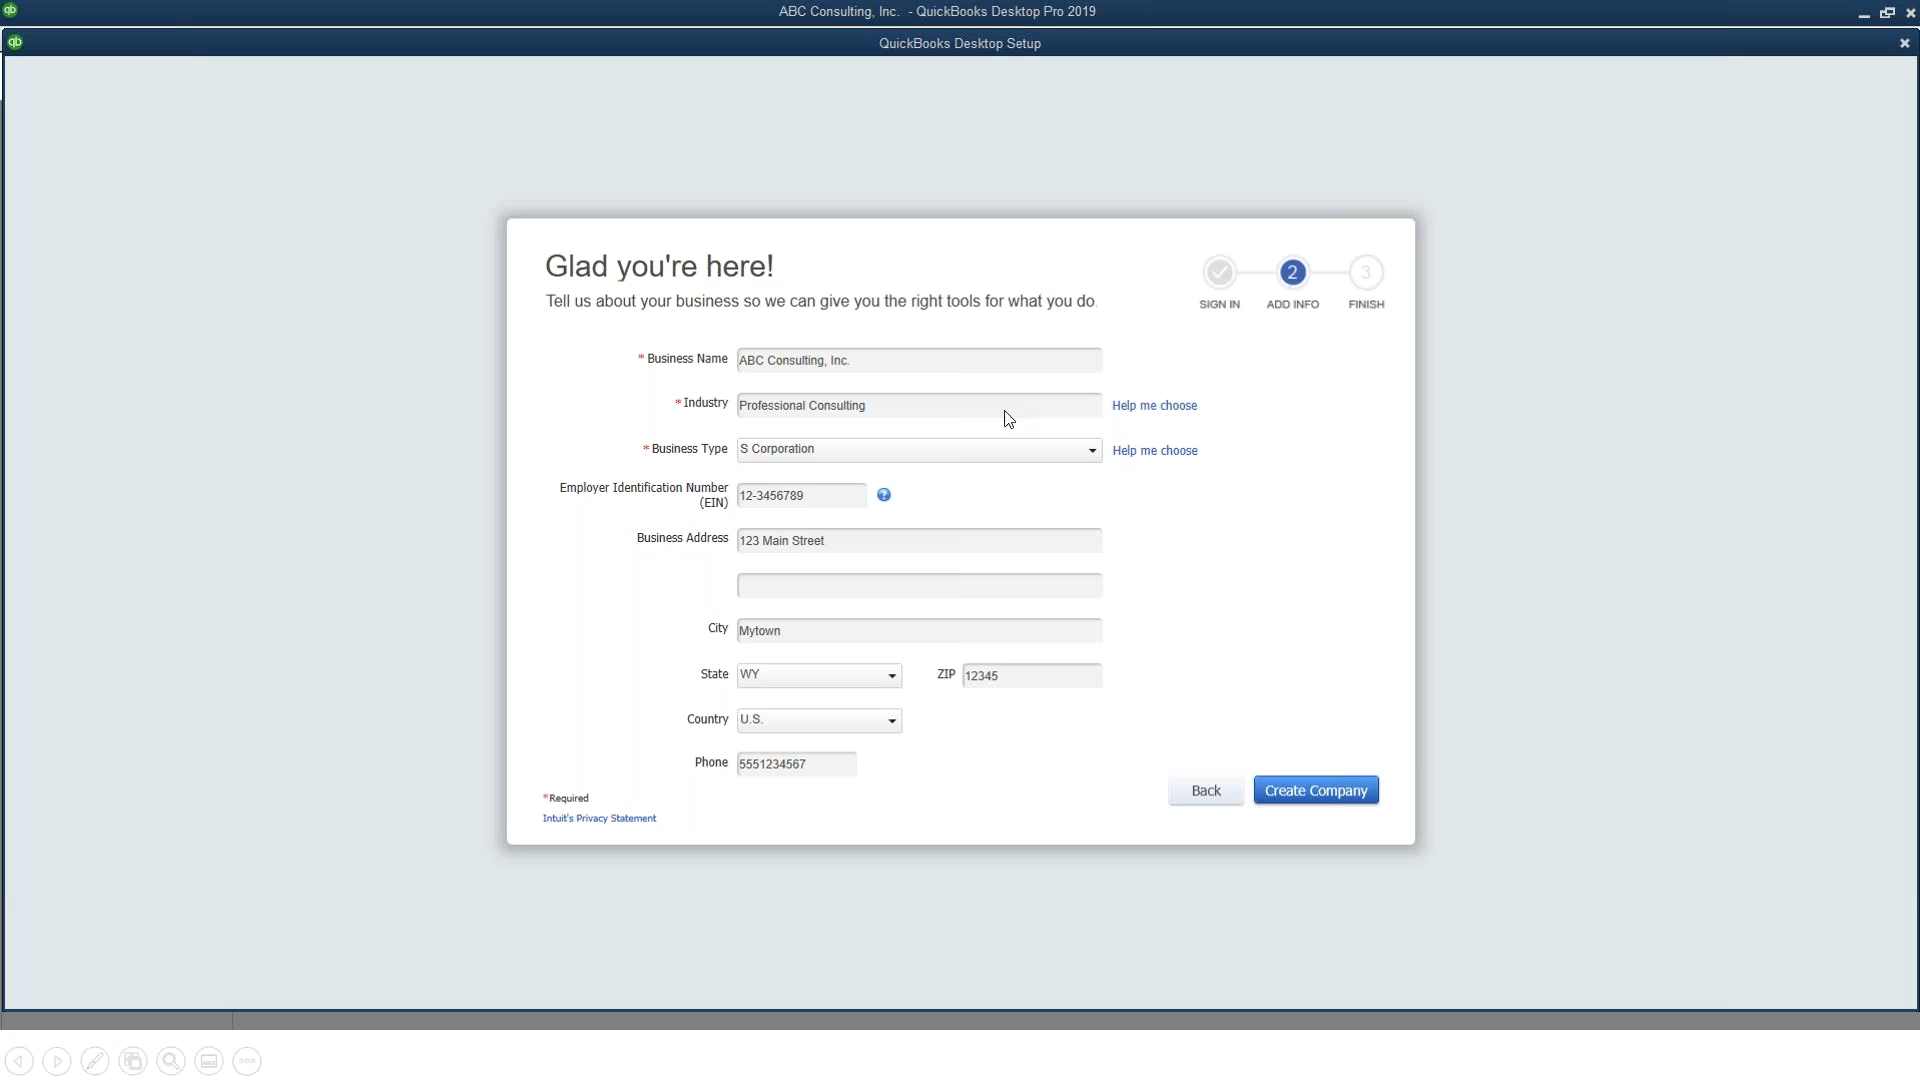 qb
ABC Consulting, Inc. - QuickBooks Desktop Pro 2019
qb
QuickBooks Desktop Setup
Glad you're here!
Tell us about your business so we can give you the right tools for what you do.
2
3
SIGN IN
ADD INFO
FINISH
* Business Name ABC Consulting, Inc.
* Industry Professional Consulting Help me choose
* Business Type S Corporation Help me choose
Employer Identification Number
(EIN) 12-3456789 ?
Business Address 123 Main Street
City Mytown
State WY ZIP 12345
Country U.S.
Phone 5551234567
Back
Create Company
*Required
Intuit's Privacy Statement